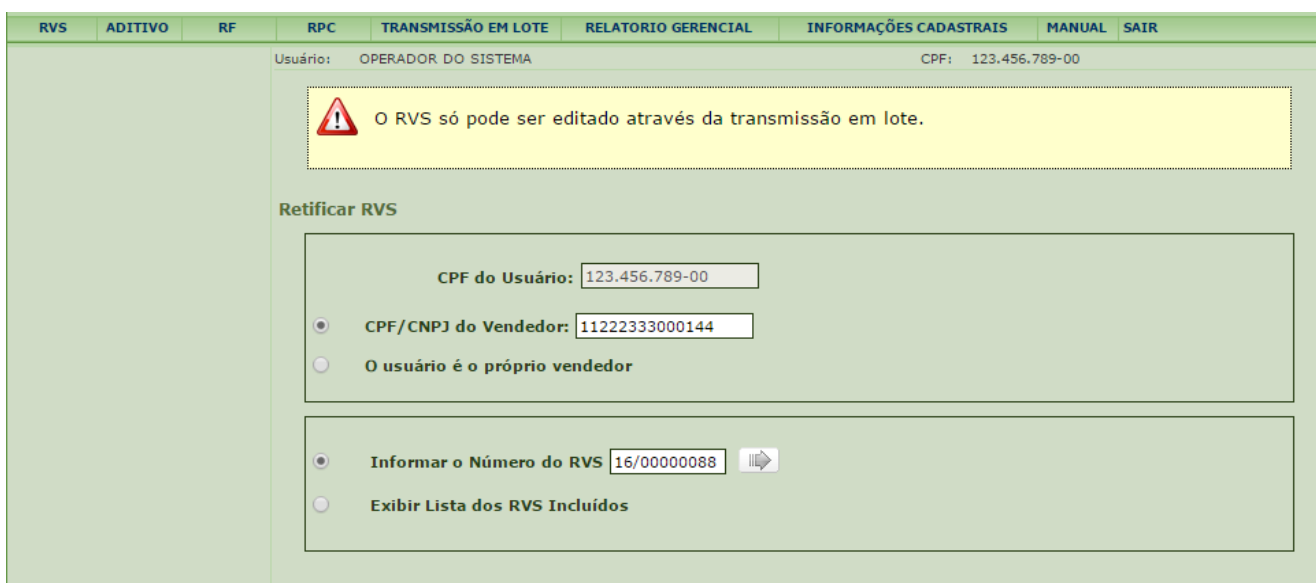 RVS ADITIVO RF RPC TRANSMISSÃO EM LOTE RELATORIO GERENCIAL INFORMAÇÕES CADASTRAIS MANUAL SAIR
Usuário: OPERADOR DO SISTEMA CPF: 123.456.789-00
O RVS só pode ser editado através da transmissão em lote.
Retificar RVS
CPF do Usuário: 123.456.789-00
CPF/CNPJ do Vendedor: 11222333000144
O usuário é o próprio vendedor
Informar o Número do RVS 16/00000088
Exibir Lista dos RVS Incluídos